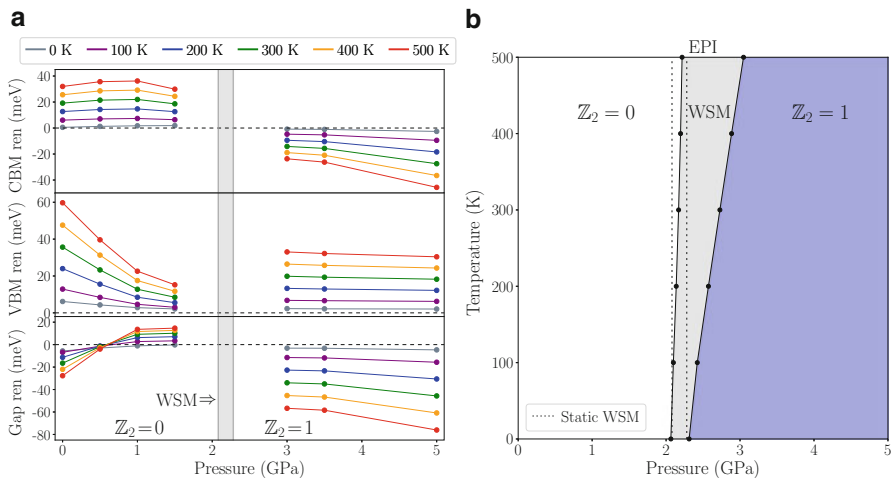 a
0 K 100 K 200 K 300 K 400 K 500 K
CBM ren (meV)
40
20
0
-20
-40
VBM ren (meV)
60
40
20
0
Gap ren (meV)
20
0
-20
-40
-60
-80
WSM⇒
ℤ₂=0 ℤ₂=1
0 1 2 3 4 5
Pressure (GPa)
b
EPI
ℤ₂ = 0 WSM ℤ₂ = 1
Temperature (K)
500
400
300
200
100
0
Static WSM
0 1 2 3 4 5
Pressure (GPa)